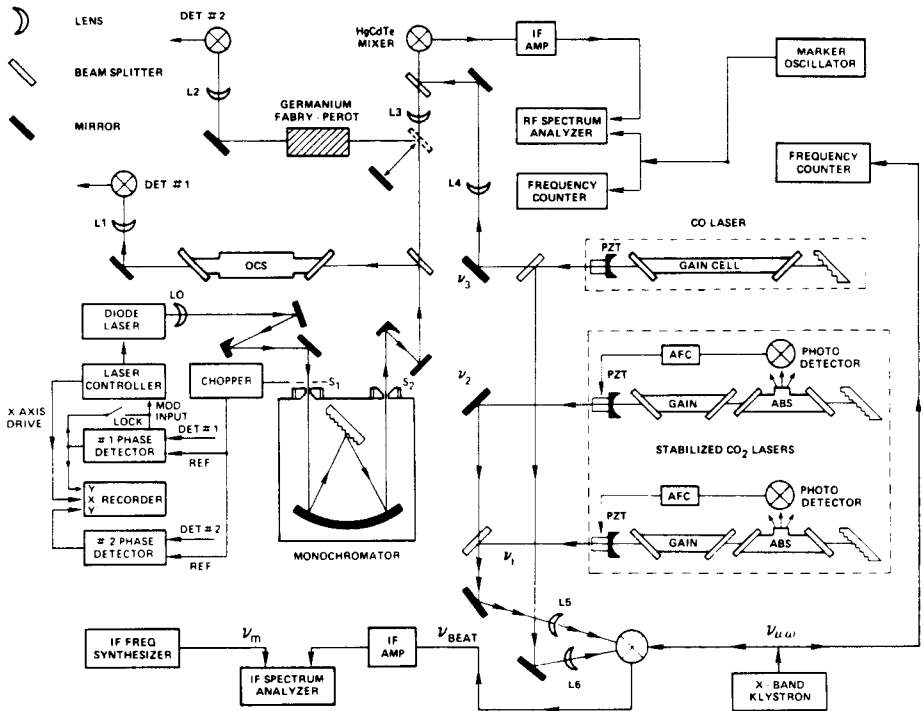 LENS
BEAM SPLITTER
MIRROR
DET #2
L2
GERMANIUM
FABRY - PEROT
HgCdTe
MIXER
L3
IF
AMP
RF SPECTRUM
ANALYZER
FREQUENCY
COUNTER
MARKER
OSCILLATOR
FREQUENCY
COUNTER
L4
DET #1
L1
OCS
CO LASER
PZT
GAIN CELL
ν3
DIODE
LASER
LO
LASER
CONTROLLER
CHOPPER
S1
S2
X AXIS
DRIVE
LOCK
MOD
INPUT
#1 PHASE
DETECTOR
DET #1
REF
Y
X
Y
RECORDER
#2 PHASE
DETECTOR
DET #2
REF
MONOCHROMATOR
ν2
PZT
AFC
PHOTO
DETECTOR
GAIN
ABS
STABILIZED CO2 LASERS
PZT
AFC
PHOTO
DETECTOR
GAIN
ABS
ν1
L5
L6
IF FREQ
SYNTHESIZER
νm
IF SPECTRUM
ANALYZER
IF
AMP
νBEAT
νμω
X - BAND
KLYSTRON